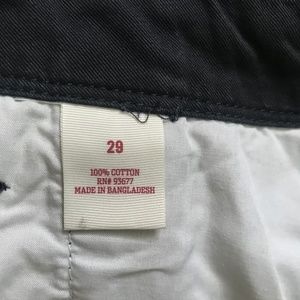 29
100% COTTON
RN# 93677
MADE IN BANGLADESH